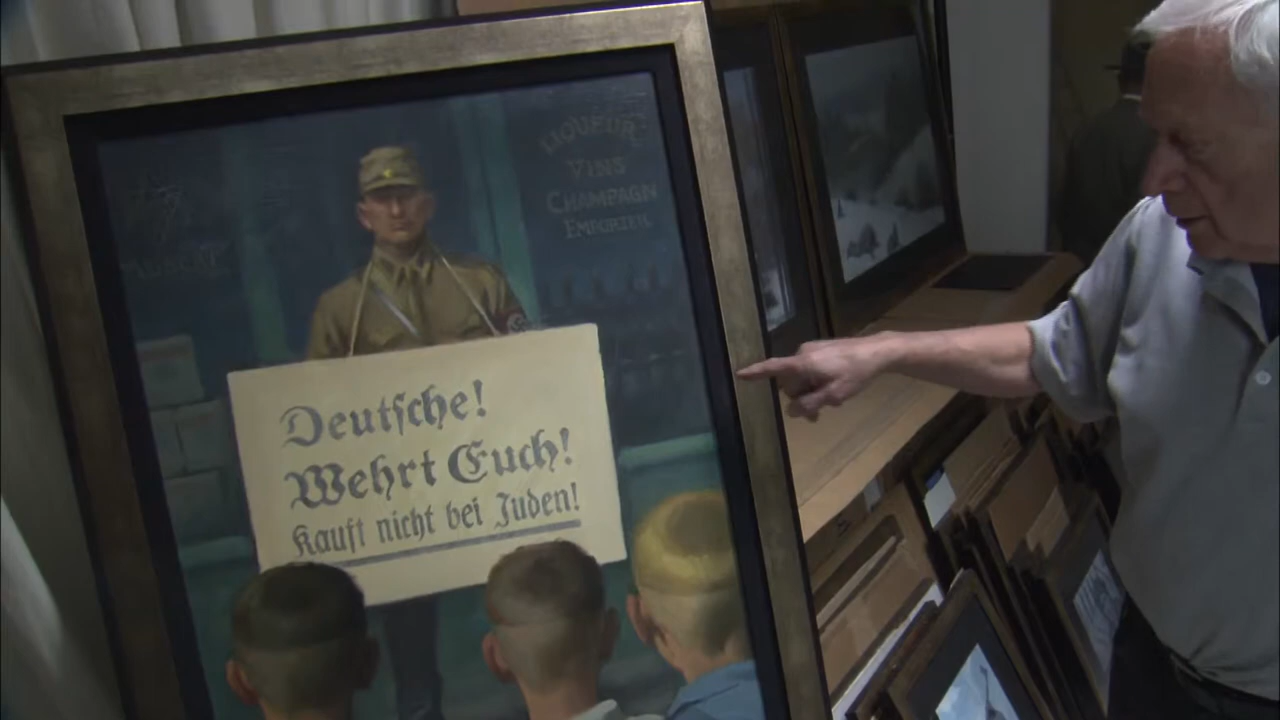 LIQUEUR
VINS
CHAMPAGN
Deutsche!
Wehrt Euch!
Kauft nicht bei Juden!